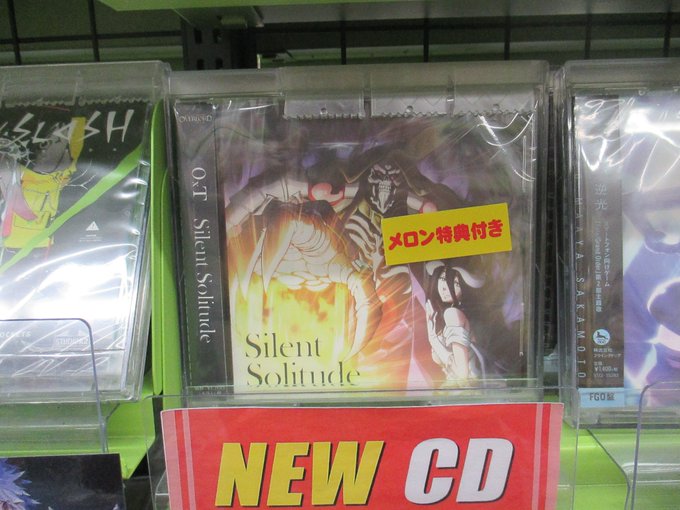 SLASH
OVERLORD
OxT Silent Solitude
メロン特典付き
Silent
Solitude
NEW CD
逆光
MAAYA SAKAMOTO
FGO盤